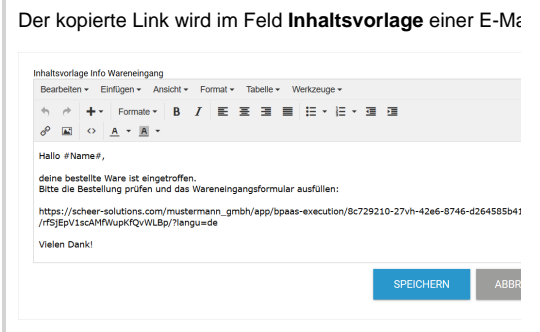 Der kopierte Link wird im Feld Inhaltsvorlage einer E-Ma
Inhaltsvorlage Info Wareneingang
Bearbeiten Einfügen Ansicht Format Tabelle Werkzeuge
Formate B I
A A
Hallo #Name#,
deine bestellte Ware ist eingetroffen.
Bitte die Bestellung prüfen und das Wareneingangsformular ausfüllen:
https://scheer-solutions.com/mustermann_gmbh/app/bpaas-execution/8c729210-27vh-42e6-8746-d264585b41
/rfSjEpV1scAMfWupKfQvWLBp/?langu=de
Vielen Dank!
SPEICHERN ABBR